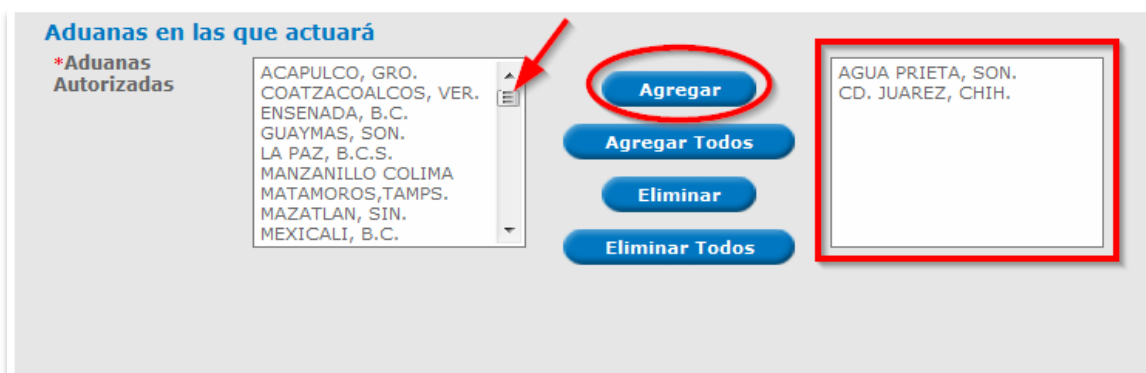 Aduanas en las que actuará
*Aduanas
Autorizadas
ACAPULCO, GRO.
COATZACOALCOS, VER.
ENSENADA, B.C.
GUAYMAS, SON.
LA PAZ, B.C.S.
MANZANILLO COLIMA
MATAMOROS,TAMPS.
MAZATLAN, SIN.
MEXICALI, B.C.
Agregar
Agregar Todos
Eliminar
Eliminar Todos
AGUA PRIETA, SON.
CD. JUAREZ, CHIH.